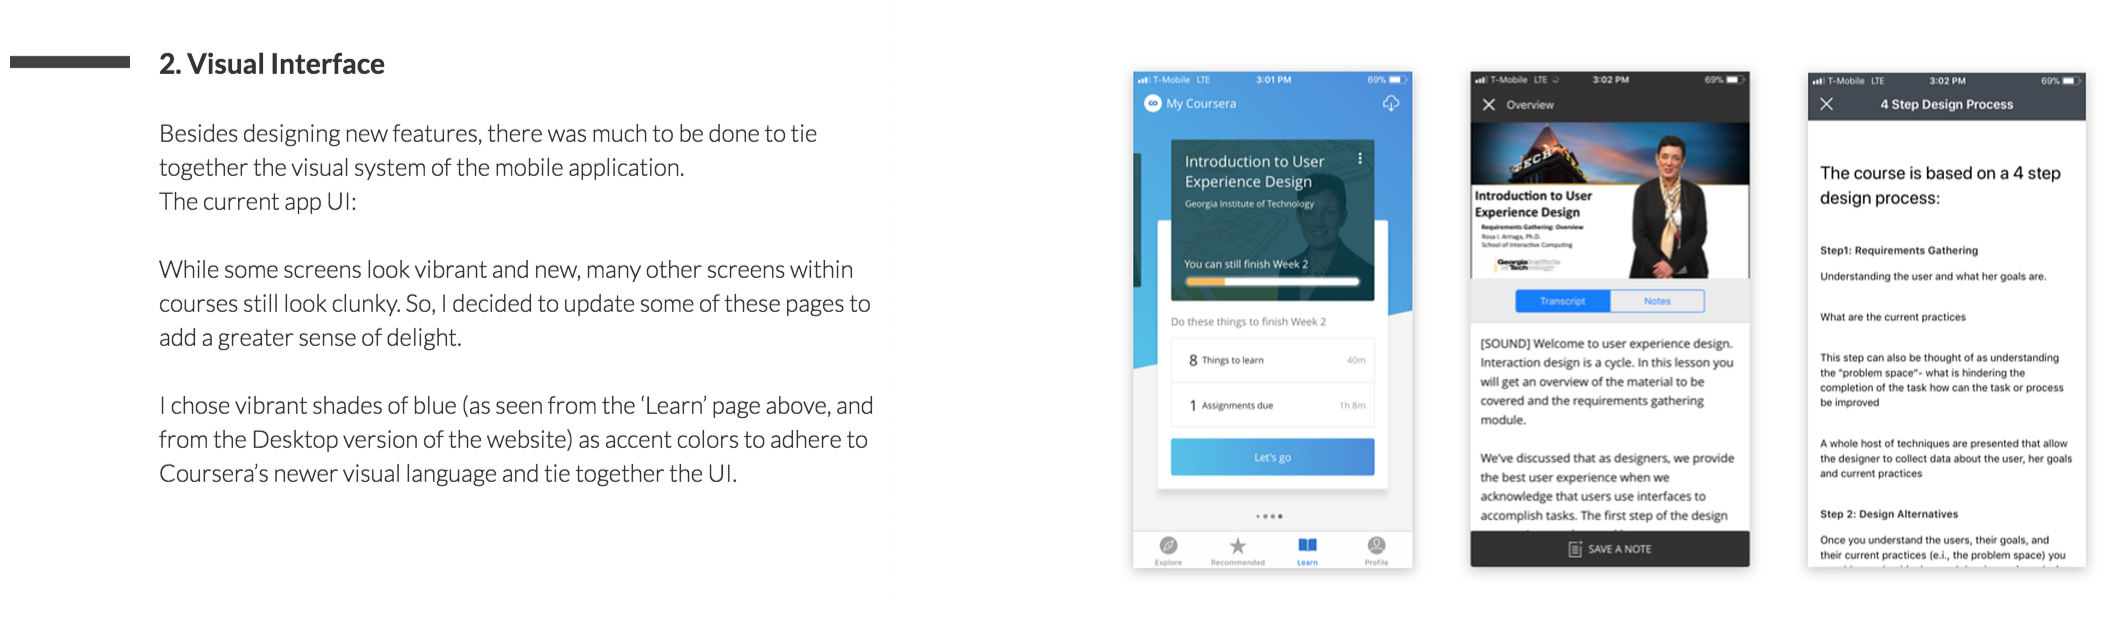 2. Visual Interface
Besides designing new features, there was much to be done to tie
together the visual system of the mobile application.
The current app UI:
While some screens look vibrant and new, many other screens within
courses still look clunky. So, I decided to update some of these pages to
add a greater sense of delight.
I chose vibrant shades of blue (as seen from the ‘Learn’ page above, and
from the Desktop version of the website) as accent colors to adhere to
Coursera’s newer visual language and tie together the UI.
T-Mobile LTE 3:01 PM 69%
My Coursera
Introduction to User
Experience Design
Georgia Institute of Technology
You can still finish Week 2
Do these things to finish Week 2
8 Things to learn 40m
1 Assignments due 1h 8m
Let's go
Explore Recommended Learn Profile
T-Mobile LTE 3:02 PM 69%
Overview
TECH
Introduction to User
Experience Design
Requirements Gathering: Overview
Rosa I. Arriaga, Ph.D.
School of Interactive Computing
Georgia Institute
of Technology
Transcript Notes
[SOUND] Welcome to user experience design.
Interaction design is a cycle. In this lesson you
will get an overview of the material to be
covered and the requirements gathering
module.
We've discussed that as designers, we provide
the best user experience when we
acknowledge that users use interfaces to
accomplish tasks. The first step of the design
SAVE A NOTE
T-Mobile LTE 3:02 PM 69%
4 Step Design Process
The course is based on a 4 step
design process:
Step1: Requirements Gathering
Understanding the user and what her goals are.
What are the current practices
This step can also be thought of as understanding
the "problem space"- what is hindering the
completion of the task how can the task or process
be improved
A whole host of techniques are presented that allow
the designer to collect data about the user, her goals
and current practices
Step 2: Design Alternatives
Once you understand the users, their goals, and
their current practices (e.i., the problem space) you